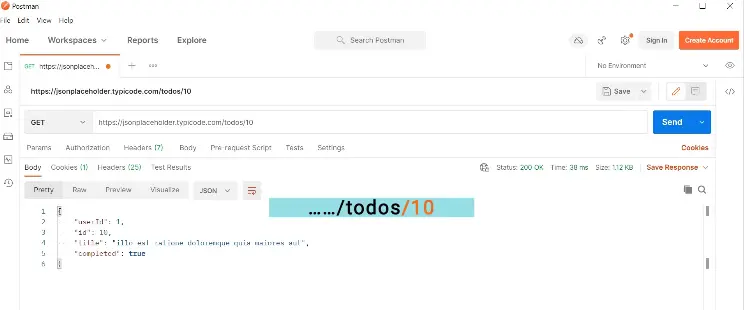 Postman
File Edit View Help
Home Workspaces Reports Explore Search Postman Sign In Create Account
GET https://jsonplaceh... No Environment
https://jsonplaceholder.typicode.com/todos/10 Save
GET https://jsonplaceholder.typicode.com/todos/10 Send
Params Authorization Headers (7) Body Pre-request Script Tests Settings Cookies
Body Cookies (1) Headers (25) Test Results Status: 200 OK Time: 38 ms Size: 1.12 KB Save Response
Pretty Raw Preview Visualize JSON
……/todos/10
1 {
2 "userId": 1,
3 "id": 10,
4 "title": "illo est ratione doloremque quia maiores aut",
5 "completed": true
6 }